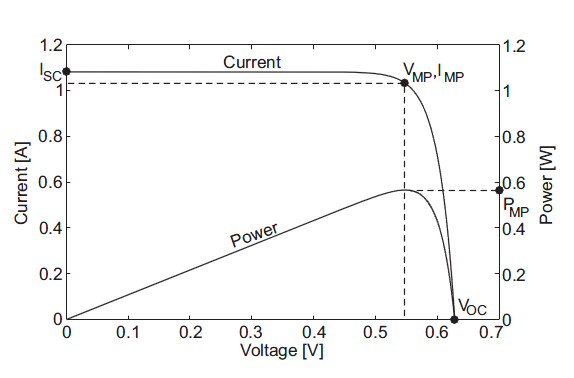 1.2
1.2
I_SC
Current
V_MP,I_MP
1
1
0.8
0.8
0.6
0.6
P_MP
0.4
0.4
Power
0.2
0.2
V_OC
0
0
0 0.1 0.2 0.3 0.4 0.5 0.6 0.7
Voltage [V]
Current [A]
Power [W]